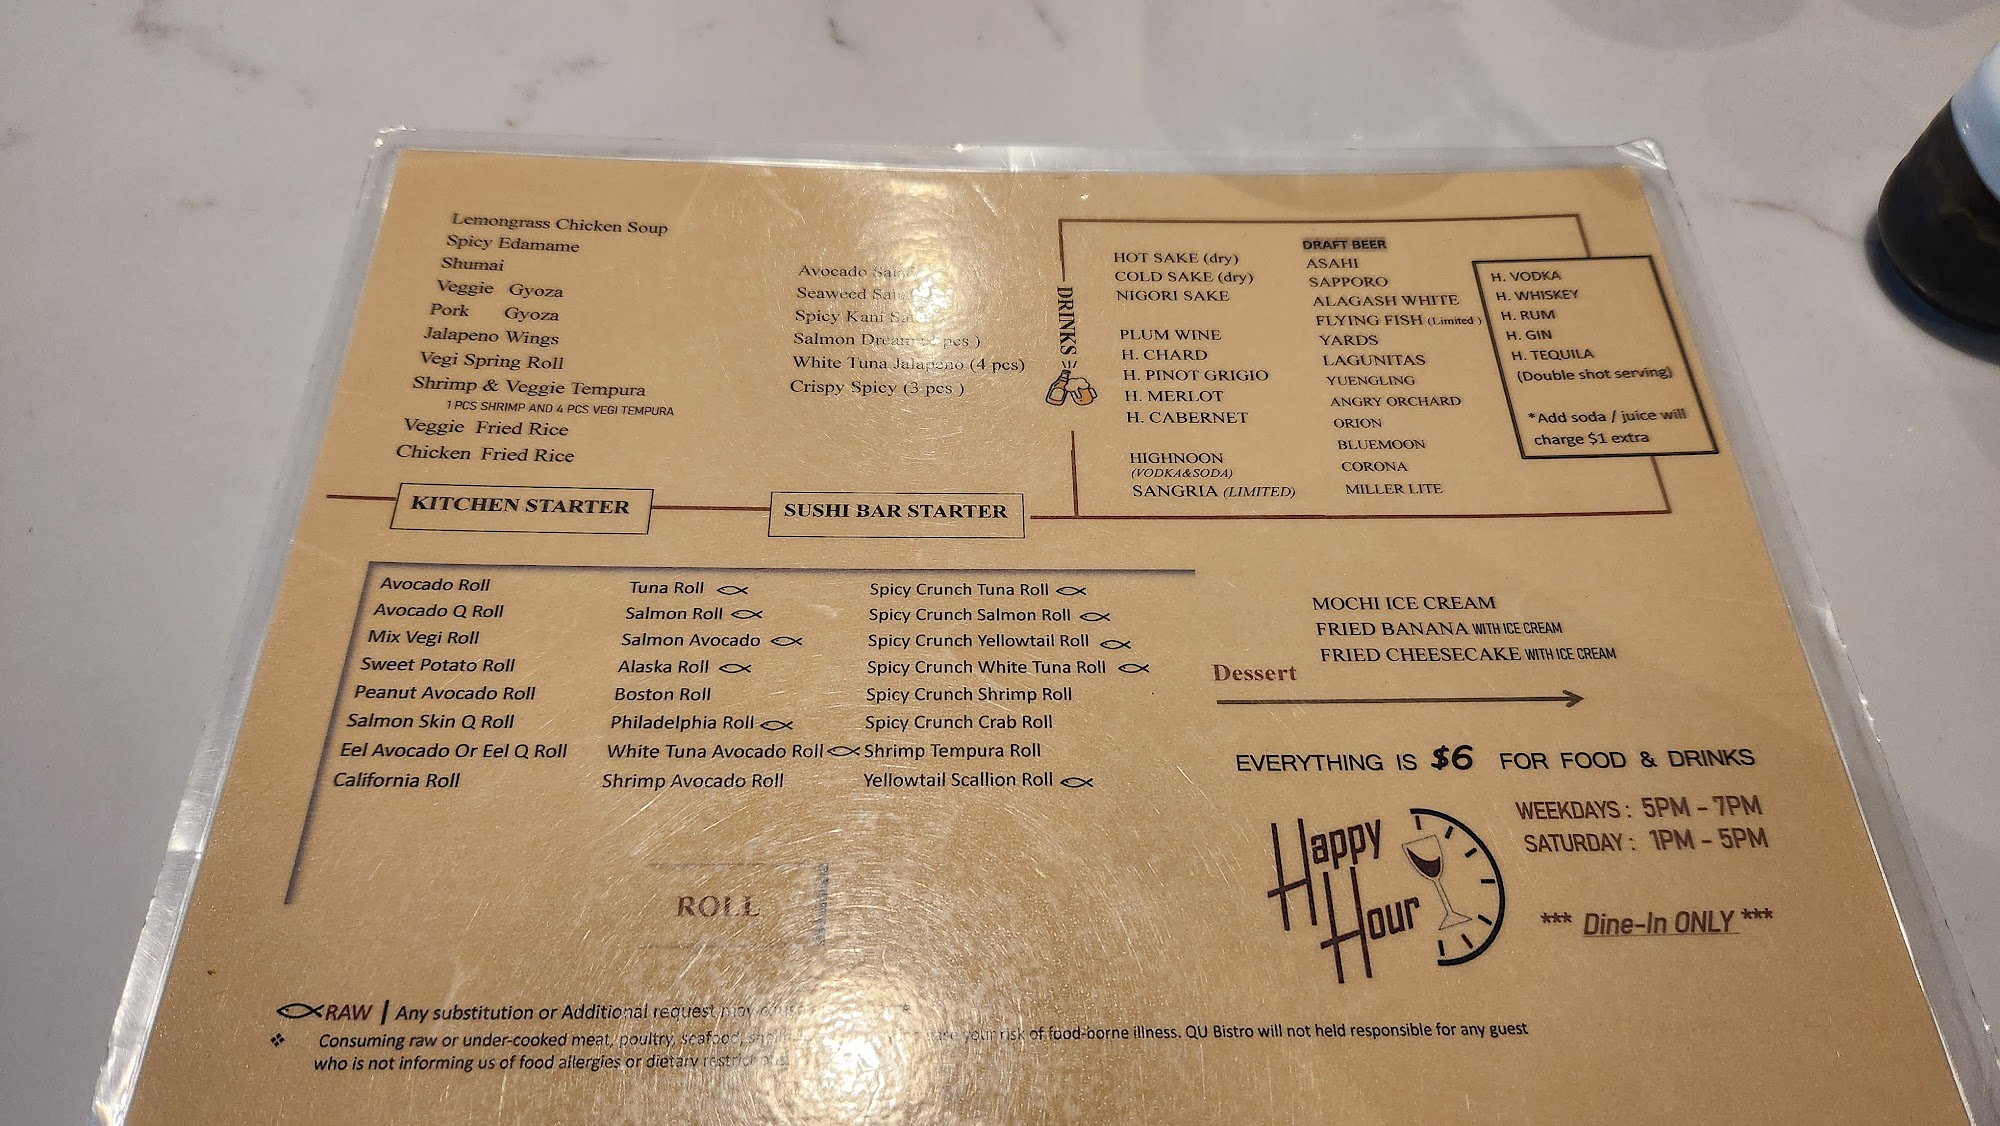 Lemongrass Chicken Soup
Spicy Edamame
Shumai
Veggie Gyoza
Pork Gyoza
Jalapeno Wings
Vegi Spring Roll
Shrimp & Veggie Tempura
1 PCS SHRIMP AND 4 PCS VEGI TEMPURA
Veggie Fried Rice
Chicken Fried Rice
KITCHEN STARTER
Avocado
Seaweed
Spicy Kani
Salmon Dream pcs )
White Tuna Jalapeno (4 pcs)
Crispy Spicy (3 pcs )
SUSHI BAR STARTER
DRINKS
HOT SAKE (dry)
COLD SAKE (dry)
NIGORI SAKE
PLUM WINE
H. CHARD
H. PINOT GRIGIO
H. MERLOT
H. CABERNET
HIGHNOON
(VODKA&SODA)
SANGRIA (LIMITED)
DRAFT BEER
ASAHI
SAPPORO
ALAGASH WHITE
FLYING FISH (Limited )
YARDS
LAGUNITAS
YUENGLING
ANGRY ORCHARD
ORION
BLUEMOON
CORONA
MILLER LITE
H. VODKA
H. WHISKEY
H. RUM
H. GIN
H. TEQUILA
(Double shot serving)
*Add soda / juice will
charge $1 extra
Avocado Roll
Avocado Q Roll
Mix Vegi Roll
Sweet Potato Roll
Peanut Avocado Roll
Salmon Skin Q Roll
Eel Avocado Or Eel Q Roll
California Roll
Tuna Roll
Salmon Roll
Salmon Avocado
Alaska Roll
Boston Roll
Philadelphia Roll
White Tuna Avocado Roll
Shrimp Avocado Roll
Spicy Crunch Tuna Roll
Spicy Crunch Salmon Roll
Spicy Crunch Yellowtail Roll
Spicy Crunch White Tuna Roll
Spicy Crunch Shrimp Roll
Spicy Crunch Crab Roll
Shrimp Tempura Roll
Yellowtail Scallion Roll
ROLL
MOCHI ICE CREAM
FRIED BANANA WITH ICE CREAM
FRIED CHEESECAKE WITH ICE CREAM
Dessert
EVERYTHING IS $6 FOR FOOD & DRINKS
Happy
Hour
WEEKDAYS : 5PM - 7PM
SATURDAY : 1PM - 5PM
*** Dine-In ONLY ***
RAW | Any substitution or Additional request may
❖ Consuming raw or under-cooked meat, poultry, seafood, your risk of food-borne illness. QU Bistro will not held responsible for any guest
who is not informing us of food allergies or dietary